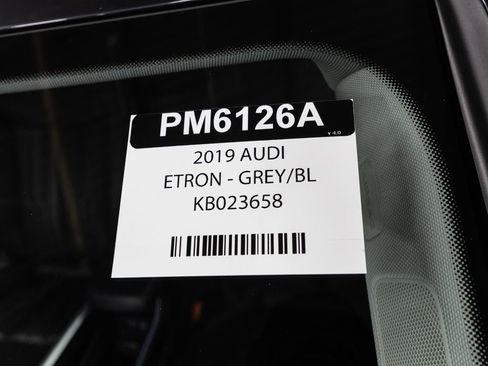 PM6126A
v 4.0
2019 AUDI
ETRON - GREY/BL
KB023658